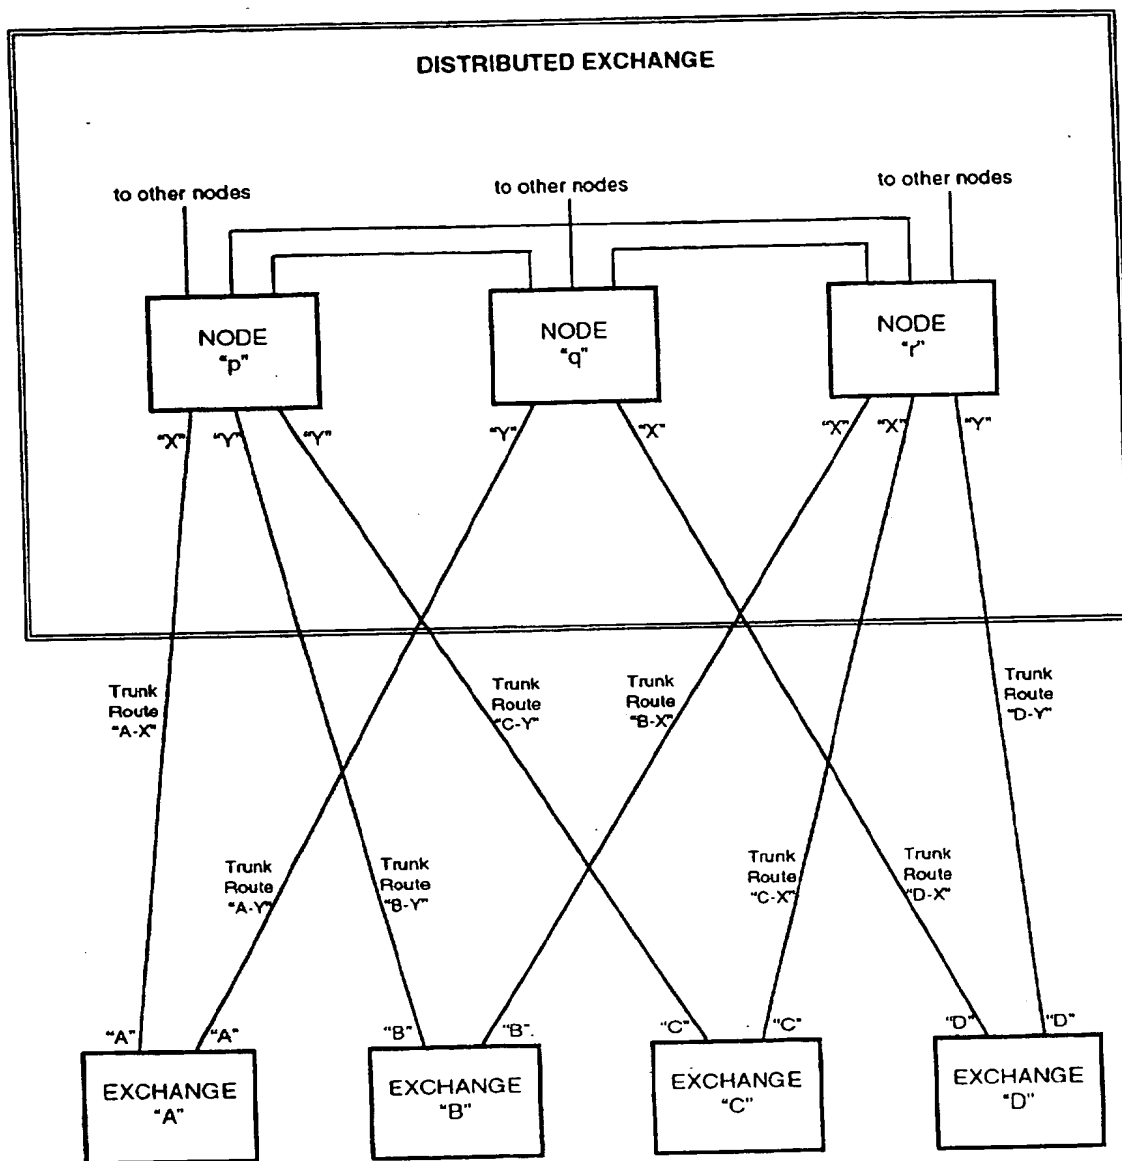 DISTRIBUTED EXCHANGE
to other nodes
to other nodes
to other nodes
NODE
"p"
NODE
"q"
NODE
"r"
"X"
"Y"
"Y"
"Y"
"X"
"X"
"X"
"Y"
Trunk
Route
"A-X"
Trunk
Route
"C-Y"
Trunk
Route
"B-X"
Trunk
Route
"D-Y"
Trunk
Route
"A-Y"
Trunk
Route
"B-Y"
Trunk
Route
"C-X"
Trunk
Route
"D-X"
"A"
"A"
"B"
"B"
"C"
"C"
"D"
"D"
EXCHANGE
"A"
EXCHANGE
"B"
EXCHANGE
"C"
EXCHANGE
"D"